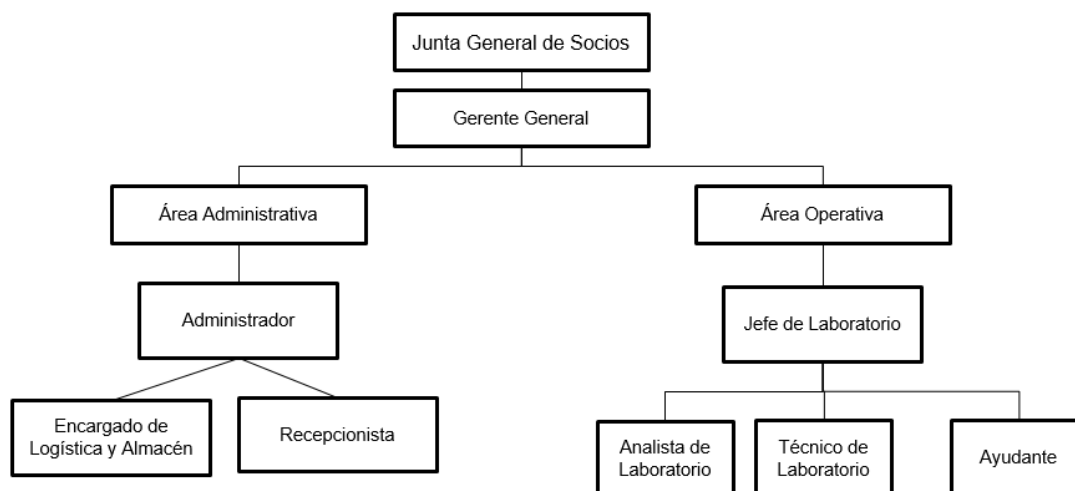 Junta General de Socios
Gerente General
Área Administrativa
Área Operativa
Administrador
Jefe de Laboratorio
Encargado de
Logística y Almacén
Recepcionista
Analista de
Laboratorio
Técnico de
Laboratorio
Ayudante